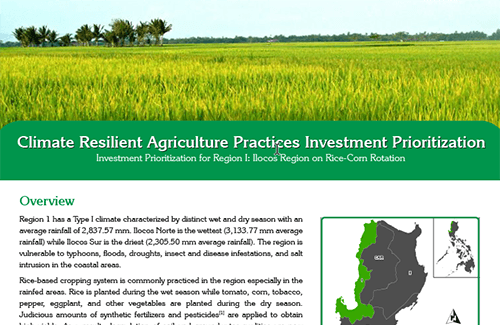 Climate Resilient Agriculture Practices Investment Prioritization
Investment Prioritization for Region I: Ilocos Region on Rice-Corn Rotation
Overview
Region 1 has a Type I climate characterized by distinct wet and dry season with an
average rainfall of 2,837.57 mm. Ilocos Norte is the wettest (3,133.77 mm average
rainfall) while Ilocos Sur is the driest (2,305.50 mm average rainfall). The region is
vulnerable to typhoons, floods, droughts, insect and disease infestations, and salt
intrusion in the coastal areas.
Rice-based cropping system is commonly practiced in the region especially in the
rainfed areas. Rice is planted during the wet season while tomato, corn, tobacco,
pepper, eggplant, and other vegetables are planted during the dry season.
Judicious amounts of synthetic fertilizers and pesticides[1] are applied to obtain
CAR
II